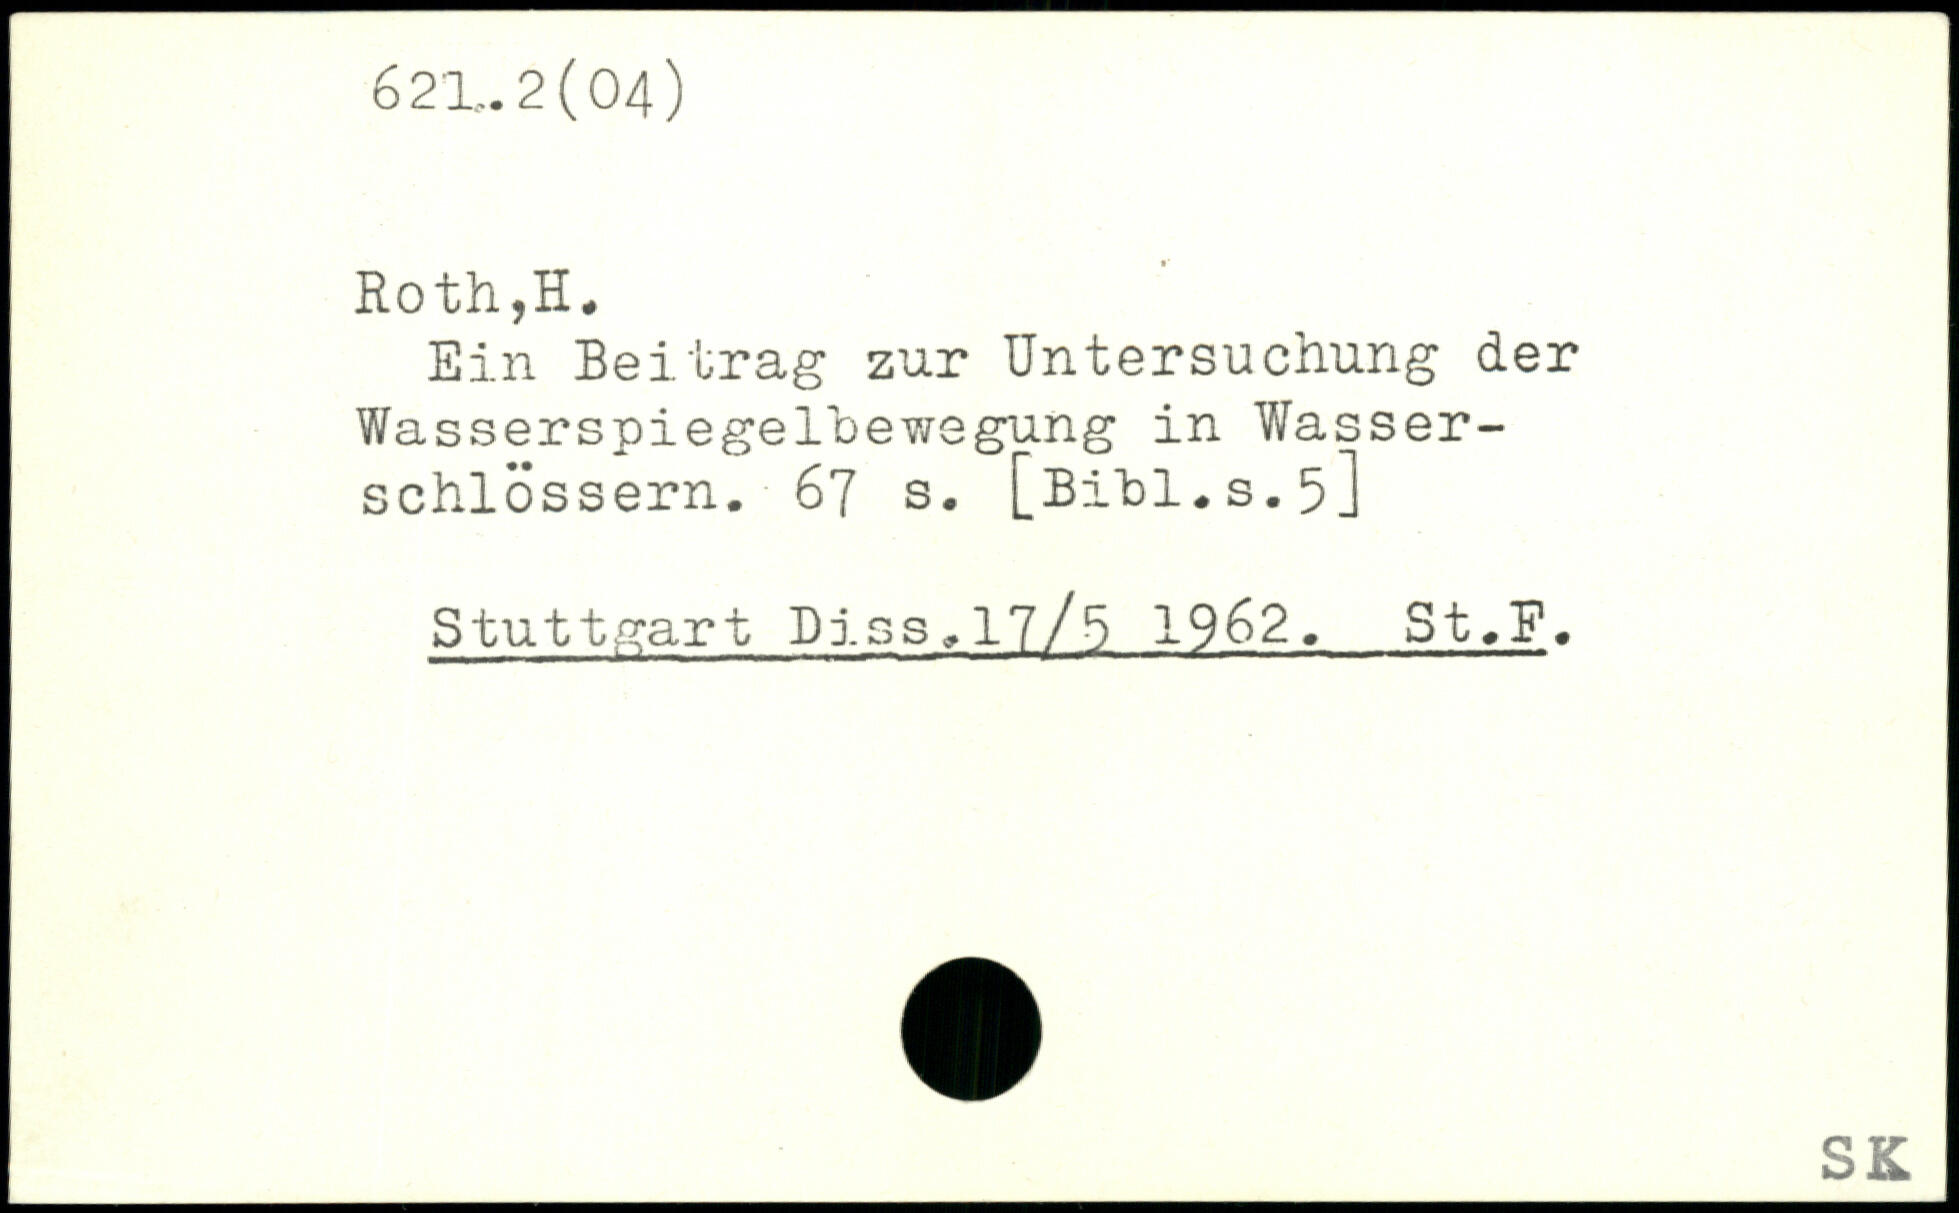 621.2(04)
Roth,H.
Ein Beitrag zur Untersuchung der
Wasserspiegelbewegung in Wasser-
schlössern. 67 s. [Bibl.s.5]
Stuttgart Diss.17/5 1962. St.F.
SK